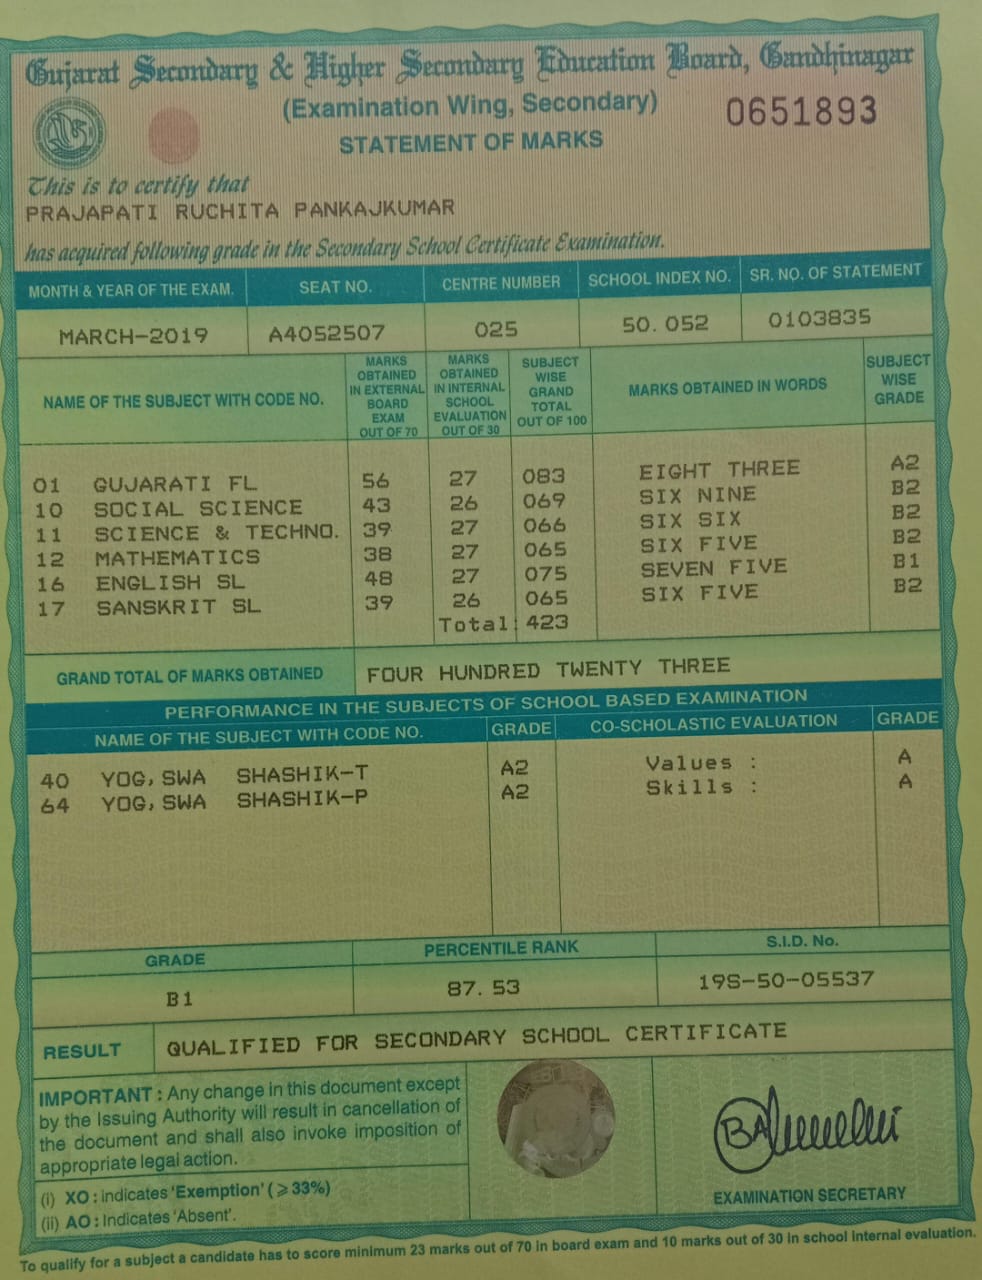 Gujarat Secondary & Higher Secondary Education Board, Gandhinagar
(Examination Wing, Secondary)
0651893
STATEMENT OF MARKS
This is to certify that
PRAJAPATI RUCHITA PANKAJKUMAR
has acquired following grade in the Secondary School Certificate Examination.
MONTH & YEAR OF THE EXAM. SEAT NO. CENTRE NUMBER SCHOOL INDEX NO. SR. NO. OF STATEMENT
MARCH-2019 A4052507 025 50.052 0103835
NAME OF THE SUBJECT WITH CODE NO.
MARKS
OBTAINED
IN EXTERNAL
BOARD
EXAM
OUT OF 70
MARKS
OBTAINED
IN INTERNAL
SCHOOL
EVALUATION
OUT OF 30
SUBJECT
WISE
GRAND
TOTAL
OUT OF 100
MARKS OBTAINED IN WORDS
SUBJECT
WISE
GRADE
01 GUJARATI FL 56 27 083 EIGHT THREE A2
10 SOCIAL SCIENCE 43 26 069 SIX NINE B2
11 SCIENCE & TECHNO. 39 27 066 SIX SIX B2
12 MATHEMATICS 38 27 065 SIX FIVE B2
16 ENGLISH SL 48 27 075 SEVEN FIVE B1
17 SANSKRIT SL 39 26 065 SIX FIVE B2
Total: 423
GRAND TOTAL OF MARKS OBTAINED FOUR HUNDRED TWENTY THREE
PERFORMANCE IN THE SUBJECTS OF SCHOOL BASED EXAMINATION
NAME OF THE SUBJECT WITH CODE NO. GRADE CO-SCHOLASTIC EVALUATION GRADE
40 YOG, SWA SHASHIK-T A2 Values : A
64 YOG, SWA SHASHIK-P A2 Skills : A
GRADE PERCENTILE RANK S.I.D. No.
B1 87.53 19S-50-05537
RESULT QUALIFIED FOR SECONDARY SCHOOL CERTIFICATE
IMPORTANT : Any change in this document except
by the Issuing Authority will result in cancellation of
the document and shall also invoke imposition of
appropriate legal action.
(i) XO : indicates 'Exemption' (⩾33%)
(ii) AO : Indicates 'Absent'.
EXAMINATION SECRETARY
To qualify for a subject a candidate has to score minimum 23 marks out of 70 in board exam and 10 marks out of 30 in school internal evaluation.